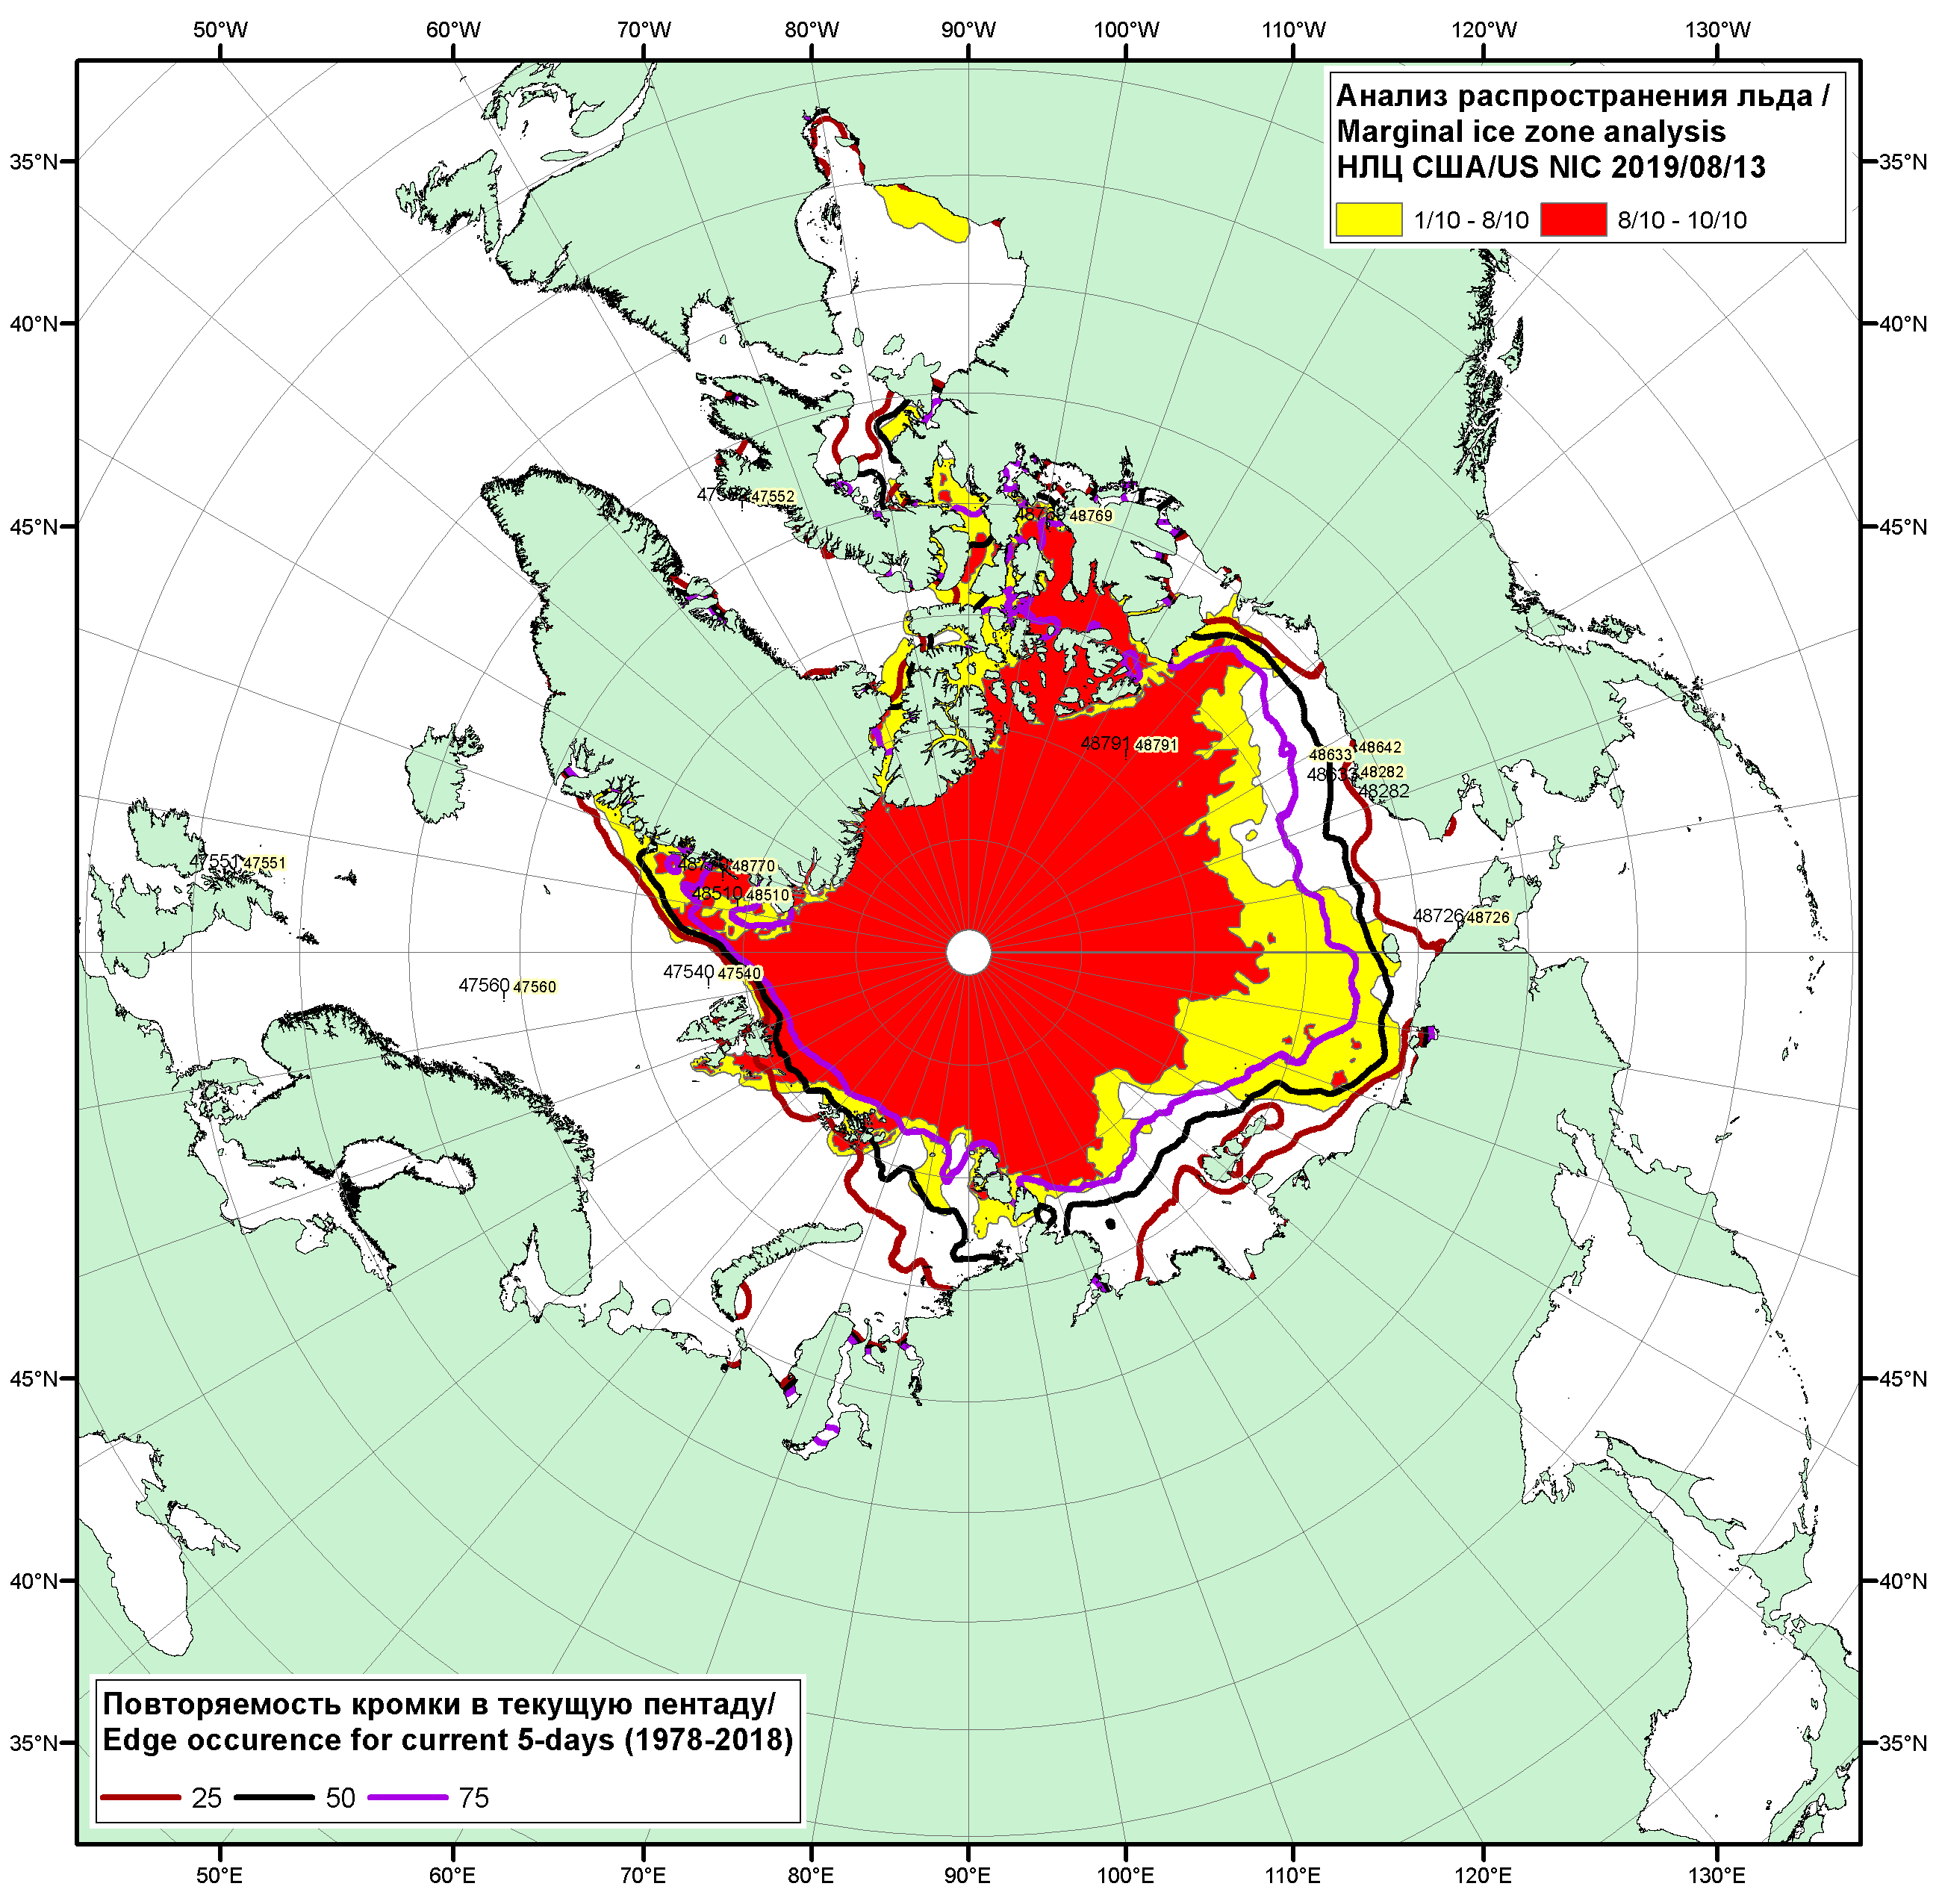 50°W 60°W 70°W 80°W 90°W 100°W 110°W 120°W 130°W
Анализ распространения льда /
Marginal ice zone analysis
НЛЦ США/US NIC 2019/08/13
1/10 - 8/10 8/10 - 10/10
35°N 35°N
40°N 40°N
45°N 45°N
47552
48769 48769
48791 48791
48633 48642
48633 48282
48282
47551 47551
48770
48510 48510
48726 48726
47540 47540
47560 47560
45°N 45°N
40°N 40°N
35°N 35°N
Повторяемость кромки в текущую пентаду/
Edge occurence for current 5-days (1978-2018)
25 50 75
50°E 60°E 70°E 80°E 90°E 100°E 110°E 120°E 130°E